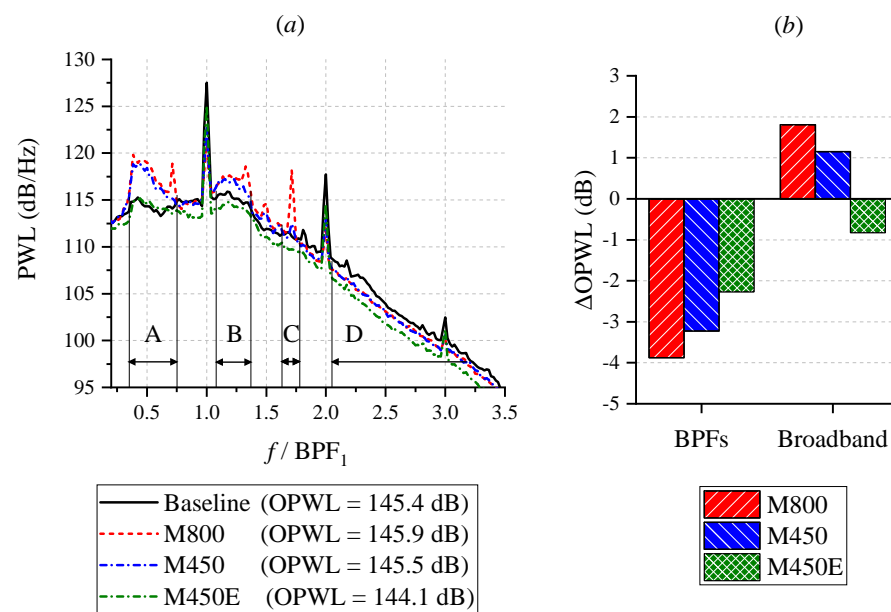 (a)
130
125
120
115
110
105
100
95
PWL (dB/Hz)
A
B
C
D
0.5
1.0
1.5
2.0
2.5
3.0
3.5
f / BPF₁
Baseline (OPWL = 145.4 dB)
M800 (OPWL = 145.9 dB)
M450 (OPWL = 145.5 dB)
M450E (OPWL = 144.1 dB)
(b)
3
2
1
0
-1
-2
-3
-4
-5
ΔOPWL (dB)
BPFs
Broadband
M800
M450
M450E